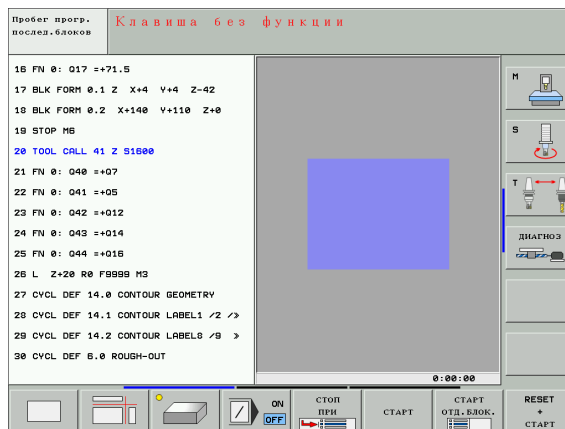 Пробег прогр.
послед.блоков
Клавиша без функции
16 FN 0: Q17 =+71.5
17 BLK FORM 0.1 Z X+4 Y+4 Z-42
18 BLK FORM 0.2 X+140 Y+110 Z+0
19 STOP M6
20 TOOL CALL 41 Z S1600
21 FN 0: Q40 =+Q7
22 FN 0: Q41 =+Q5
23 FN 0: Q42 =+Q12
24 FN 0: Q43 =+Q14
25 FN 0: Q44 =+Q16
26 L Z+20 R0 F9999 M3
27 CYCL DEF 14.0 CONTOUR GEOMETRY
28 CYCL DEF 14.1 CONTOUR LABEL1 /2 /»
29 CYCL DEF 14.2 CONTOUR LABEL8 /9 »
30 CYCL DEF 6.0 ROUGH-OUT
0:00:00
M
S
T
ДИАГНОЗ
ON
OFF
СТОП
ПРИ
СТАРТ
СТАРТ
ОТД.БЛОК.
RESET
+
СТАРТ